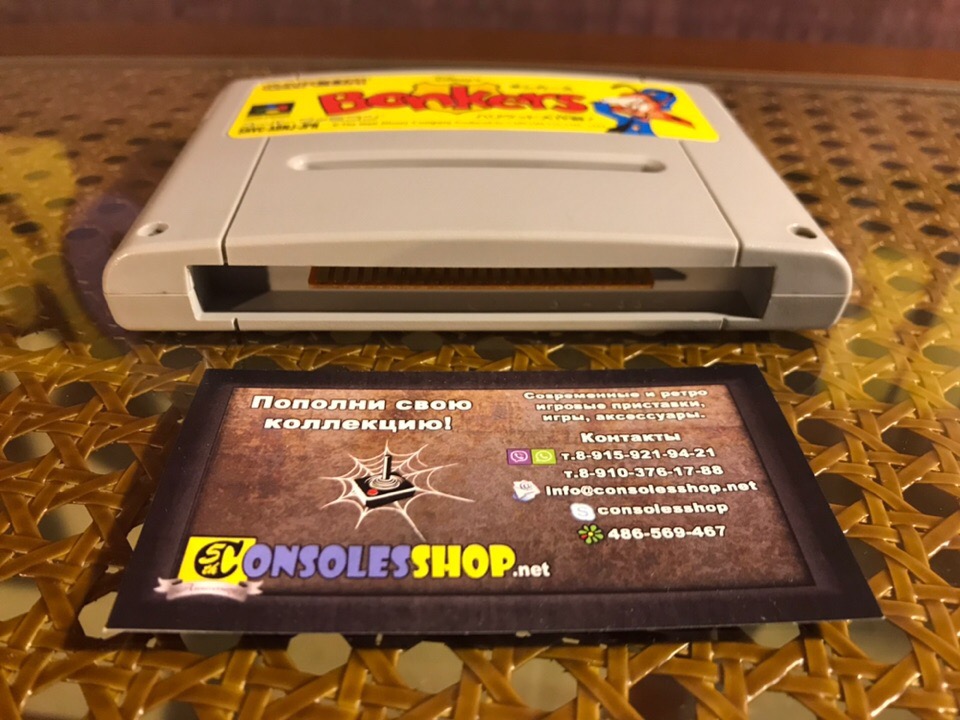 Bonkers
Пополни свою
коллекцию!
Современные и ретро
игровые приставки,
игры, аксессуары.
Контакты
т.8-915-921-94-21
т.8-910-376-17-88
info@consolesshop.net
consolesshop
486-569-467
CONSOLESSHOP.net